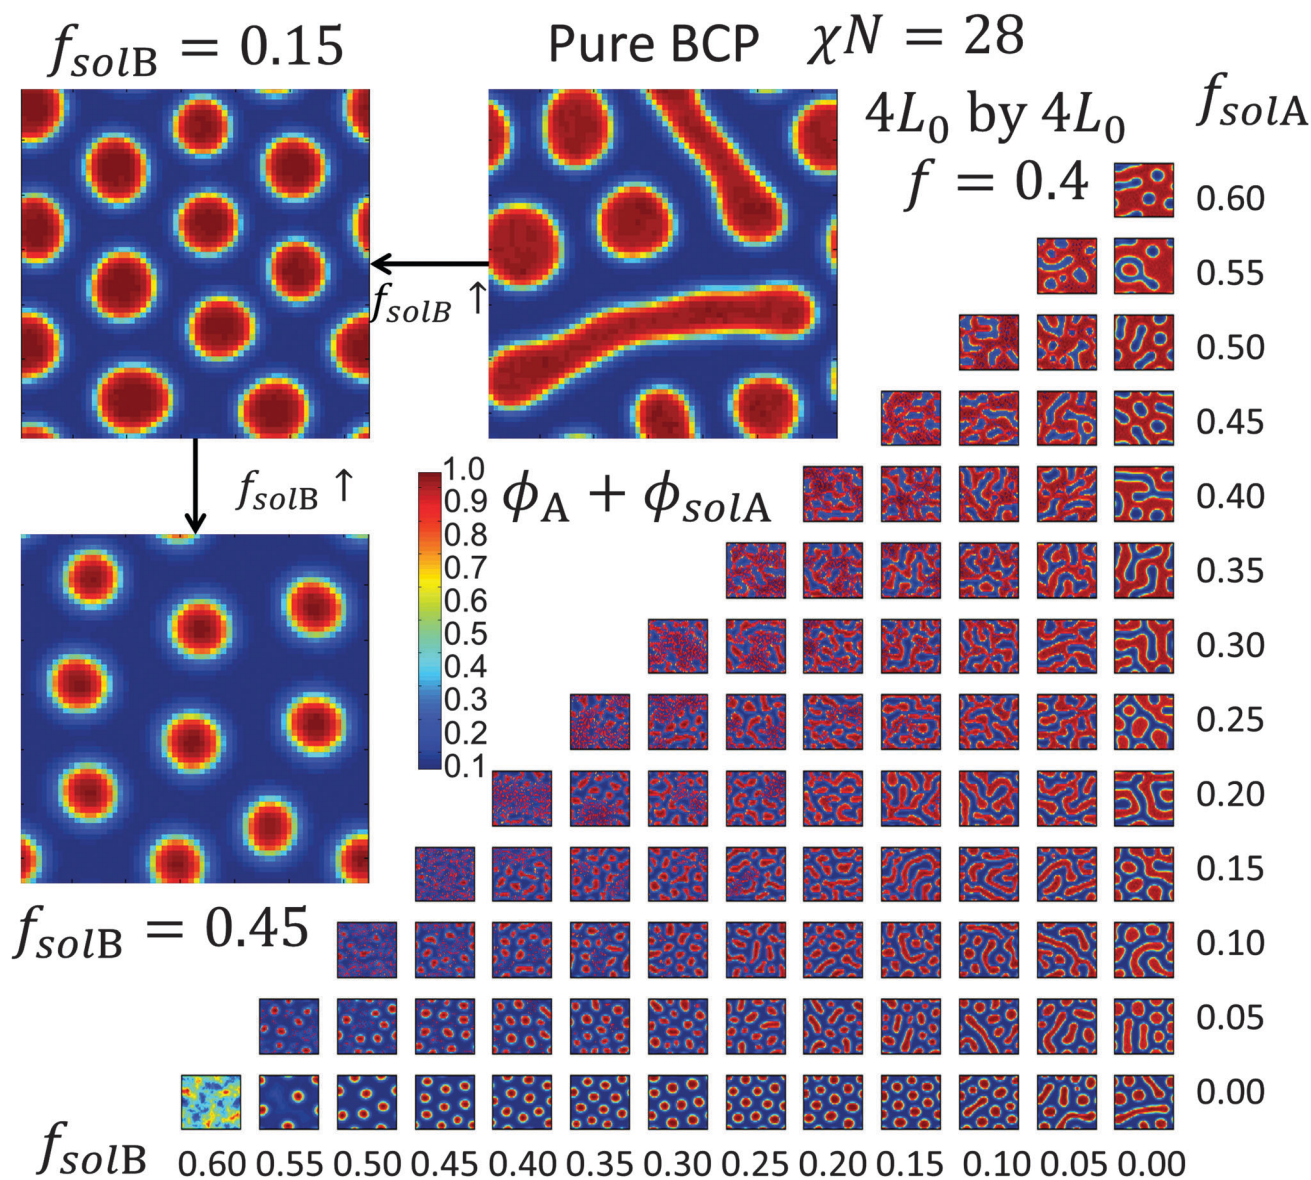 f_solB = 0.15
Pure BCP χN = 28
4L₀ by 4L₀
f = 0.4
f_solA
f_solB ↑
f_solB ↑
f_solB = 0.45
ϕ_A + ϕ_solA
1.0
0.9
0.8
0.7
0.6
0.5
0.4
0.3
0.2
0.1
0.60
0.55
0.50
0.45
0.40
0.35
0.30
0.25
0.20
0.15
0.10
0.05
0.00
f_solB 0.60 0.55 0.50 0.45 0.40 0.35 0.30 0.25 0.20 0.15 0.10 0.05 0.00